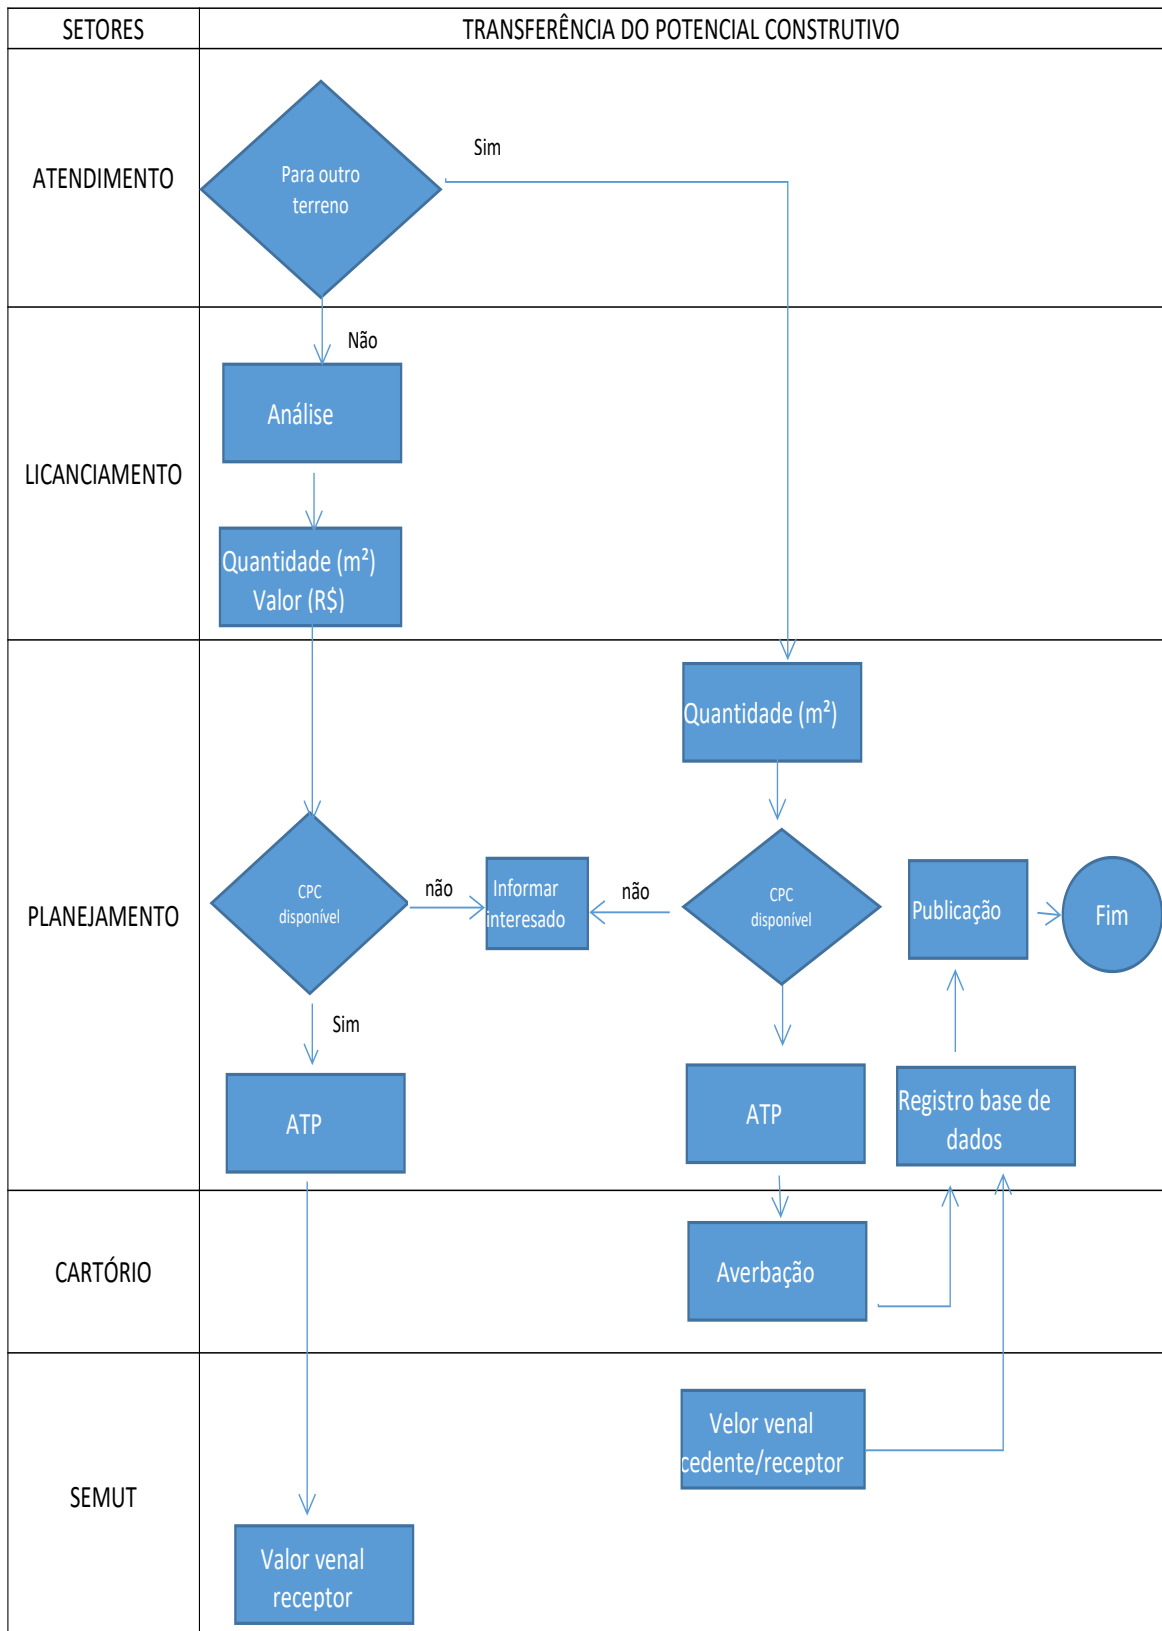 SETORES
TRANSFERÊNCIA DO POTENCIAL CONSTRUTIVO
ATENDIMENTO
Para outro
terreno
Sim
LICANCIAMENTO
Não
Análise
Quantidade (m²)
Valor (R$)
PLANEJAMENTO
Quantidade (m²)
CPC
disponível
não
Informar
interesado
não
CPC
disponível
Publicação
Fim
Sim
ATP
ATP
Registro base de
dados
CARTÓRIO
Averbação
SEMUT
Velor venal
cedente/receptor
Valor venal
receptor